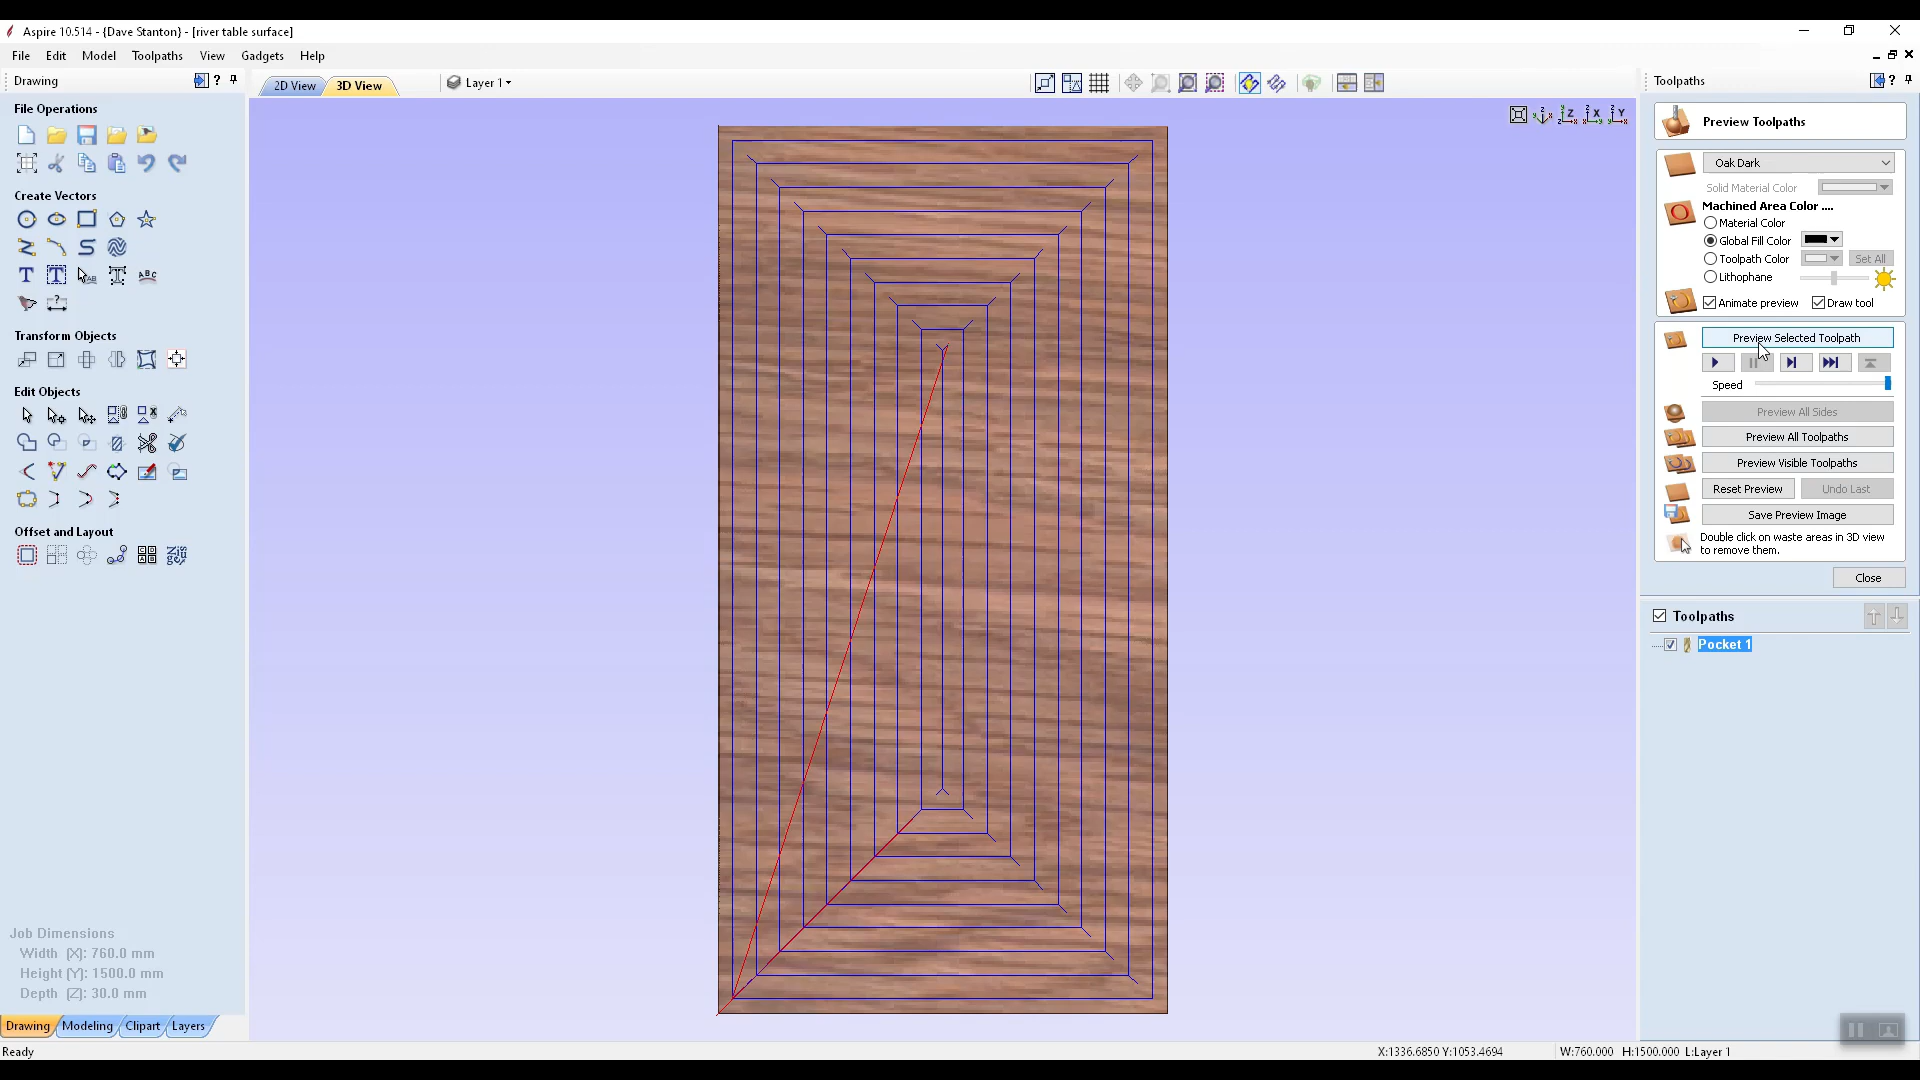 Aspire 10.514 - {Dave Stanton} - [river table surface]
File Edit Model Toolpaths View Gadgets Help
Drawing
2D View 3D View Layer 1
Toolpaths
File Operations
Create Vectors
Transform Objects
Edit Objects
Offset and Layout
Job Dimensions
Width (X): 760.0 mm
Height (Y): 1500.0 mm
Depth (Z): 30.0 mm
Drawing Modeling Clipart Layers
Ready
Preview Toolpaths
Oak Dark
Solid Material Color
Machined Area Color ....
Material Color
Global Fill Color
Toolpath Color Set All
Lithophane
Animate preview Draw tool
Preview Selected Toolpath
Speed
Preview All Sides
Preview All Toolpaths
Preview Visible Toolpaths
Reset Preview Undo Last
Save Preview Image
Double click on waste areas in 3D view
to remove them.
Close
Toolpaths
Pocket 1
X:1336.6850 Y:1053.4694 W:760.000 H:1500.000 L:Layer 1